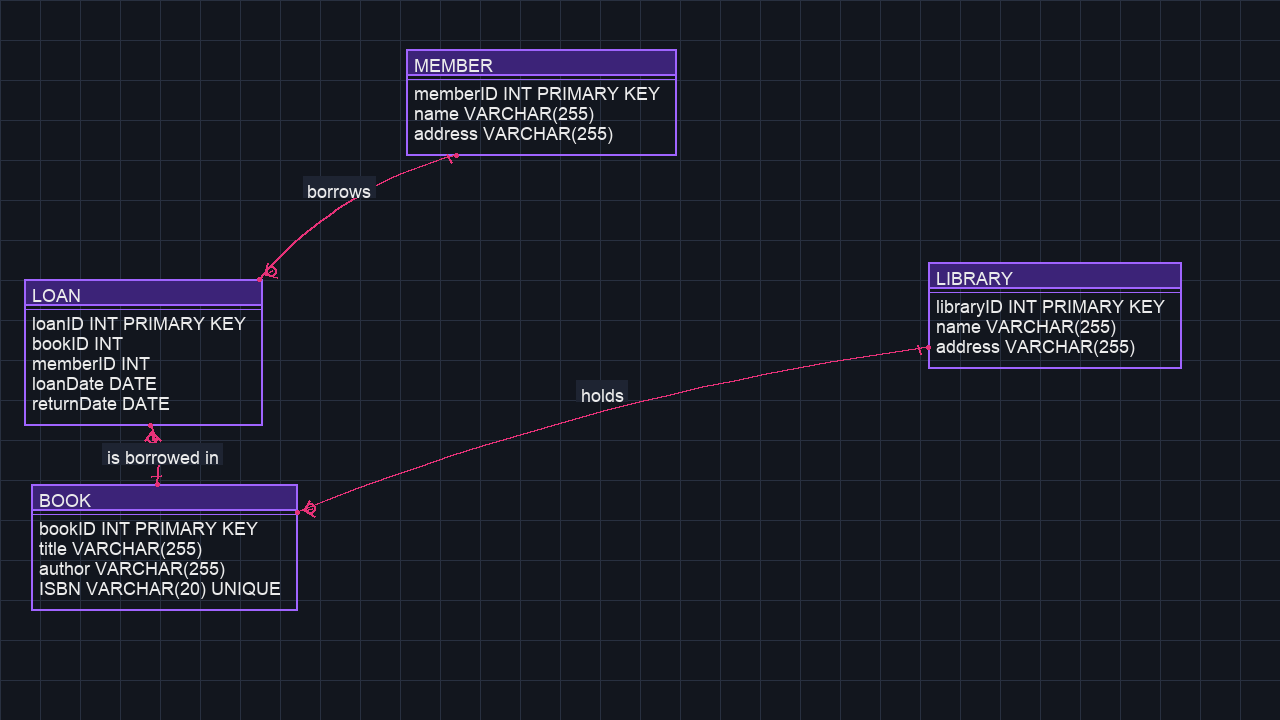 MEMBER
memberID INT PRIMARY KEY
name VARCHAR(255)
address VARCHAR(255)
borrows
LOAN
loanID INT PRIMARY KEY
bookID INT
memberID INT
loanDate DATE
returnDate DATE
LIBRARY
libraryID INT PRIMARY KEY
name VARCHAR(255)
address VARCHAR(255)
holds
is borrowed in
BOOK
bookID INT PRIMARY KEY
title VARCHAR(255)
author VARCHAR(255)
ISBN VARCHAR(20) UNIQUE